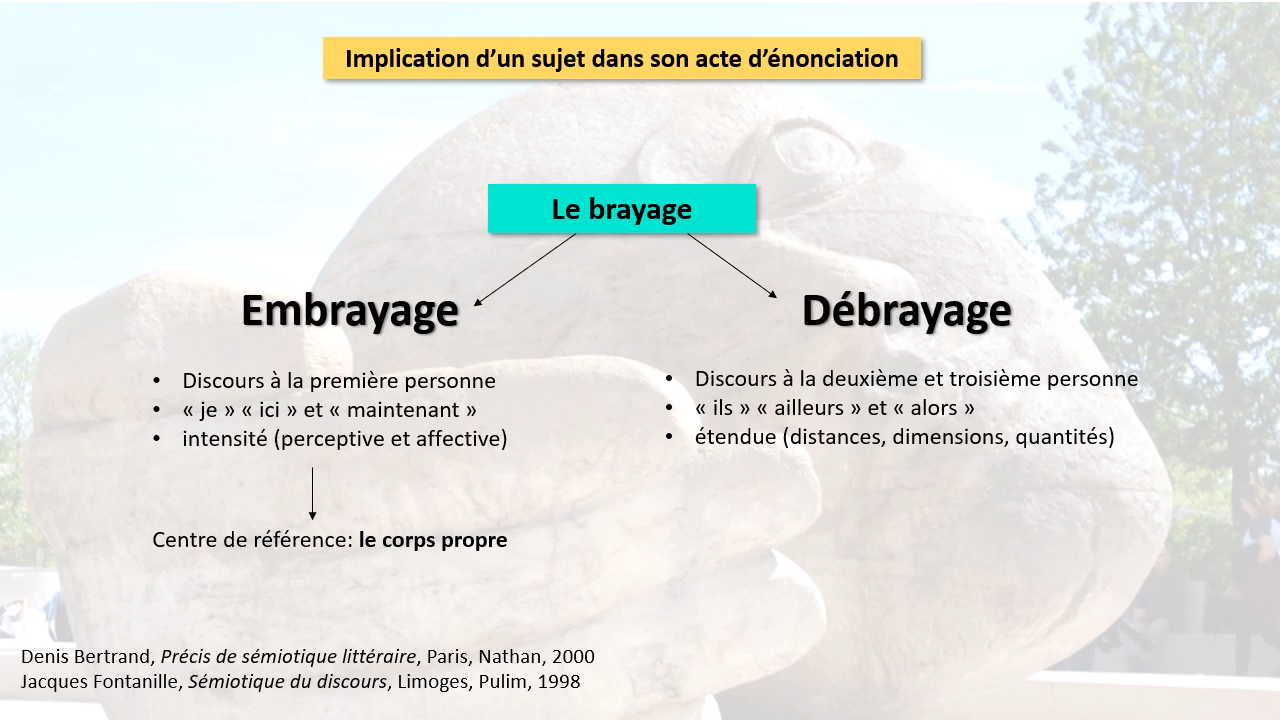 Implication d’un sujet dans son acte d’énonciation
Le brayage
Embrayage
• Discours à la première personne
• « je » « ici » et « maintenant »
• intensité (perceptive et affective)
Centre de référence: le corps propre
Débrayage
• Discours à la deuxième et troisième personne
• « ils » « ailleurs » et « alors »
• étendue (distances, dimensions, quantités)
Denis Bertrand, Précis de sémiotique littéraire, Paris, Nathan, 2000
Jacques Fontanille, Sémiotique du discours, Limoges, Pulim, 1998